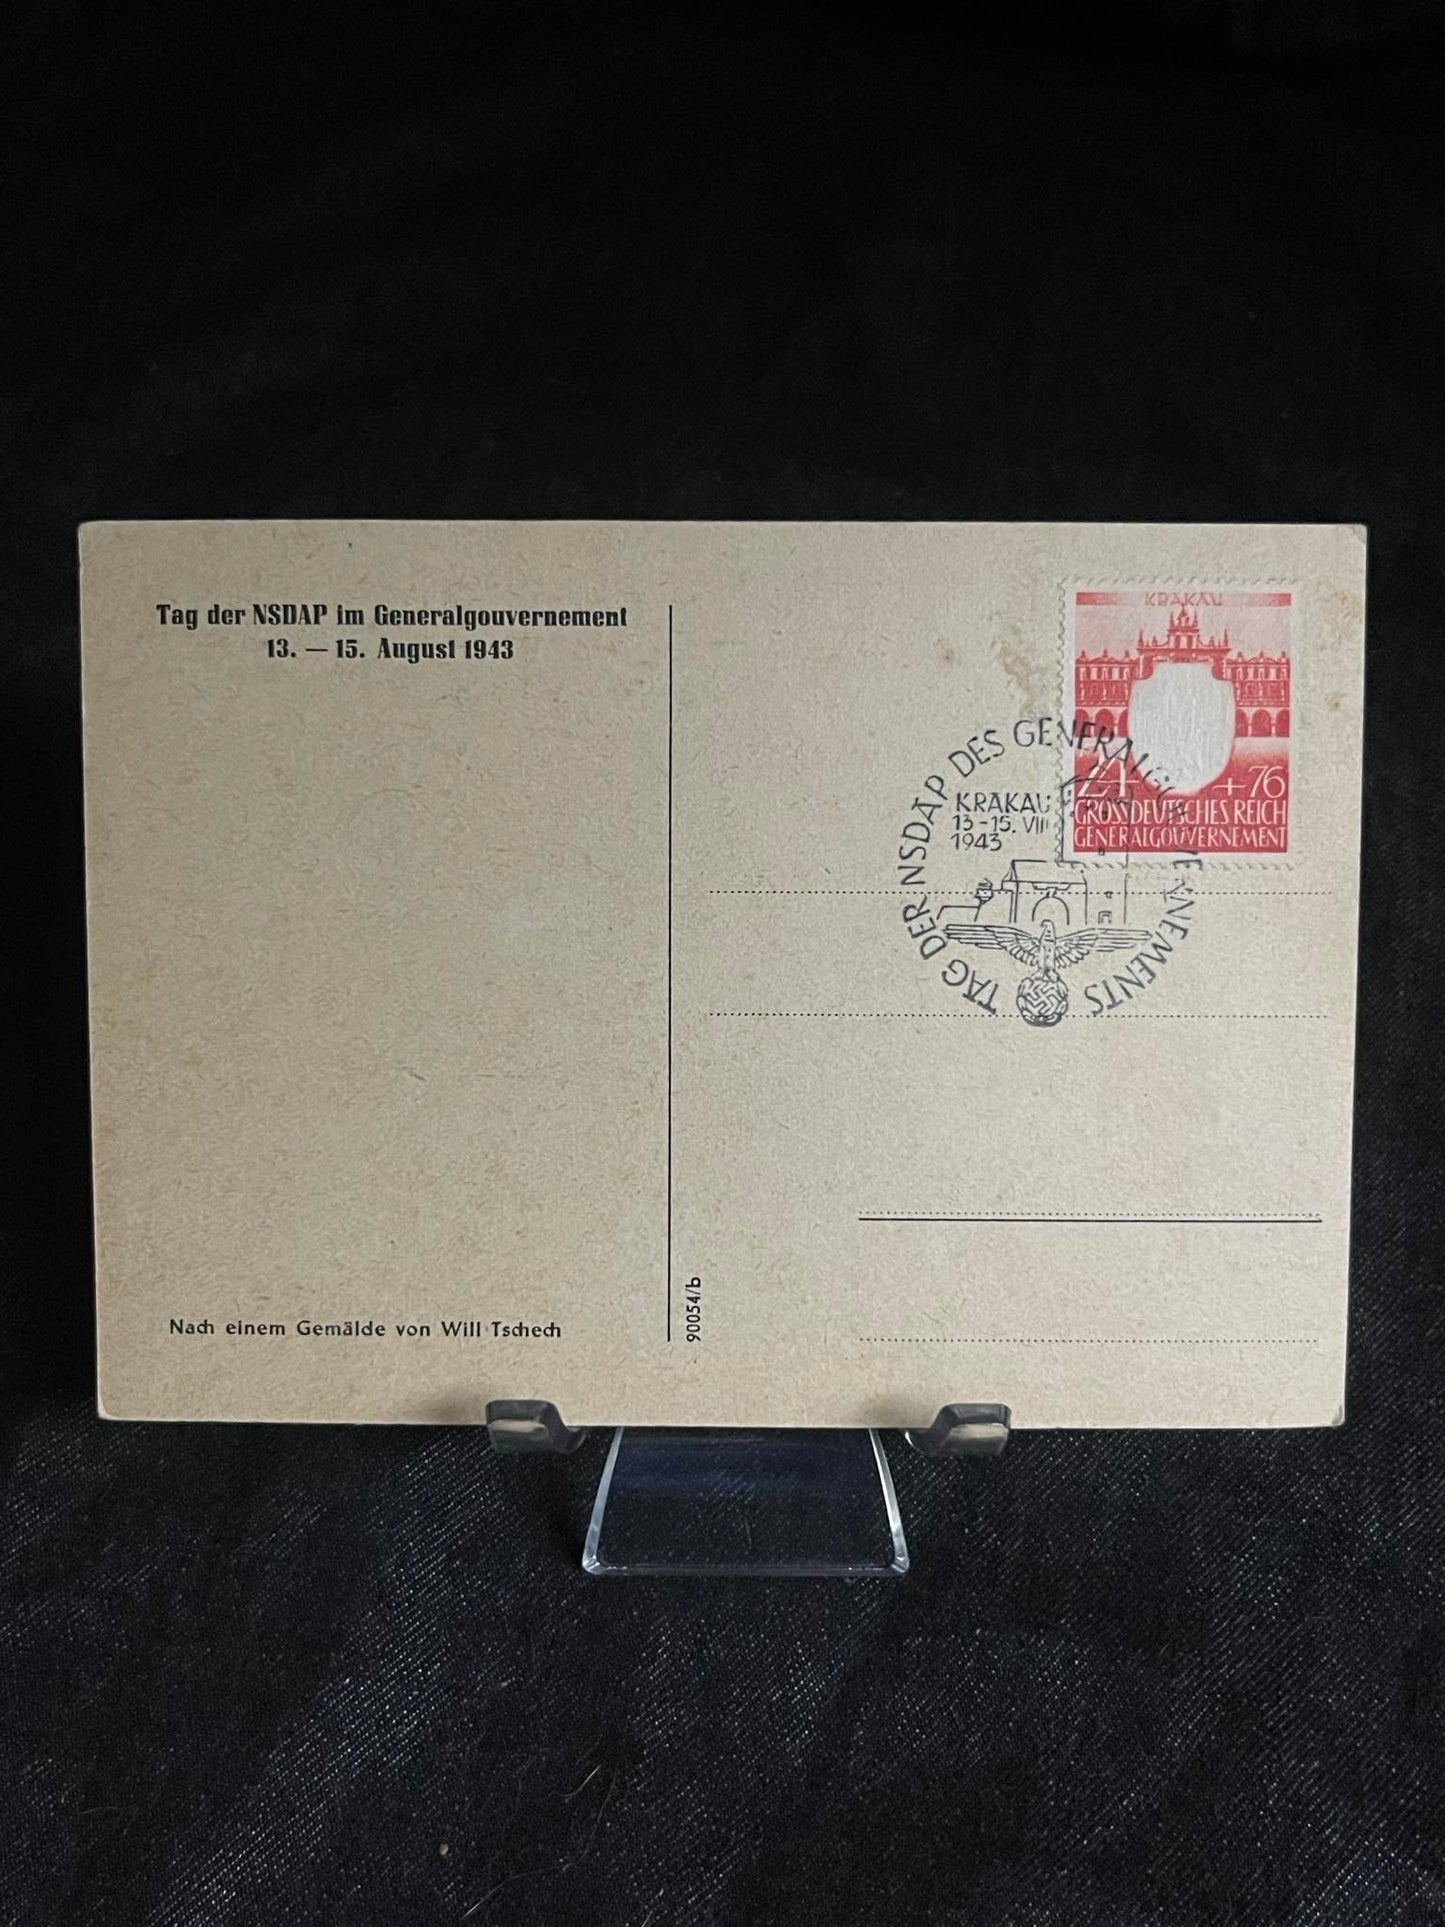 Tag der NSDAP im Generalgouvernement
13. — 15. August 1943
KRAKAU
24 + 76
GROSSDEUTSCHES REICH
GENERALGOUVERNEMENT
TAG DER NSDAP DES GENERALGOUVERNEMENTS
KRAKAU
13-15. VIII
1943
Nach einem Gemälde von Will Tschech
90054/b